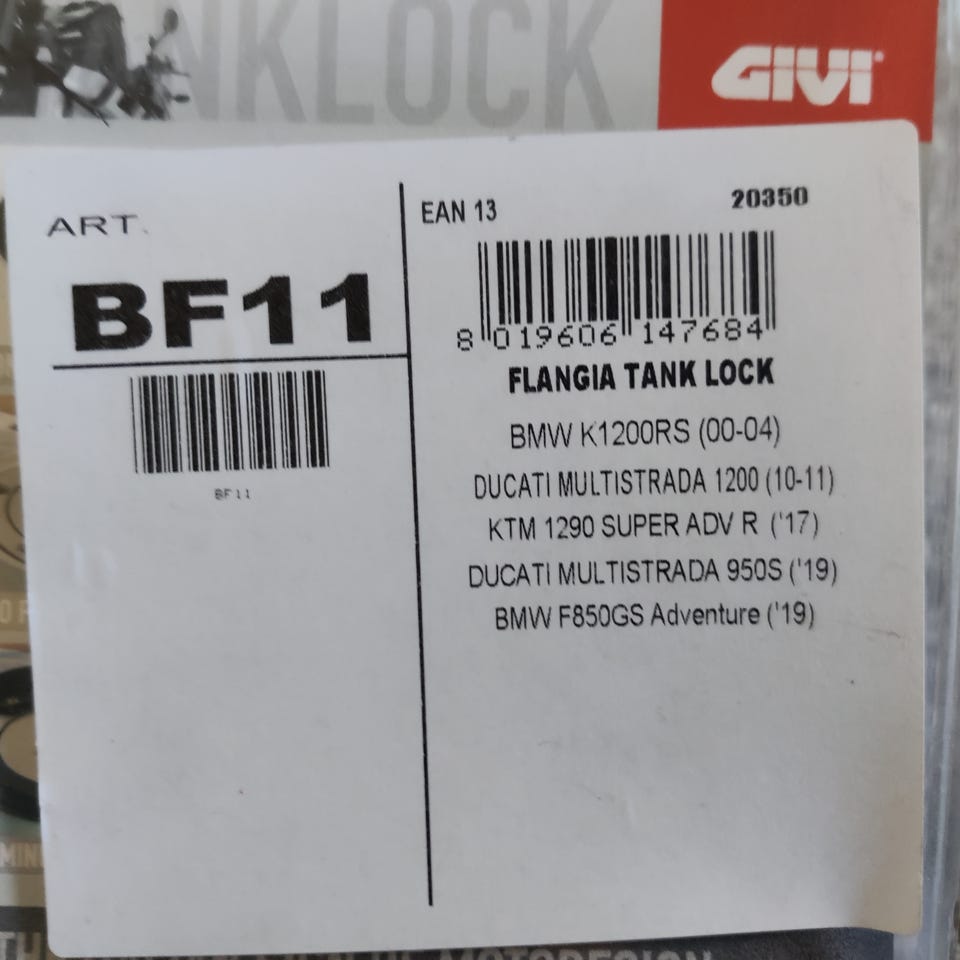 NKLOCK
GIVI
ART.
BF11
BF11
EAN 13
20350
8 019606 147684
FLANGIA TANK LOCK
BMW K1200RS (00-04)
DUCATI MULTISTRADA 1200 (10-11)
KTM 1290 SUPER ADV R ('17)
DUCATI MULTISTRADA 950S ('19)
BMW F850GS Adventure ('19)